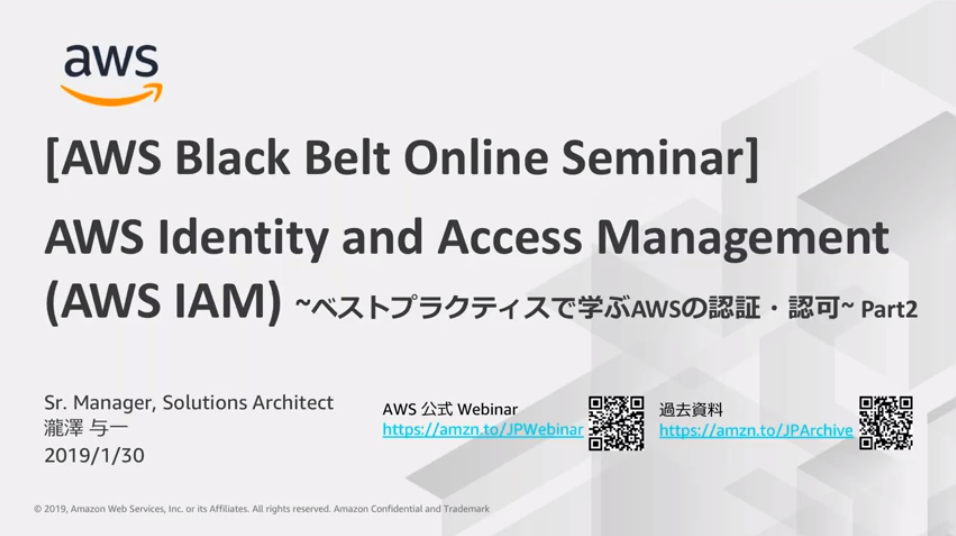 aws
[AWS Black Belt Online Seminar]
AWS Identity and Access Management
(AWS IAM) ~ベストプラクティスで学ぶAWSの認証・認可~ Part2
Sr. Manager, Solutions Architect
瀧澤 与一
2019/1/30
AWS 公式 Webinar
https://amzn.to/JPWebinar
過去資料
https://amzn.to/JPArchive
© 2019, Amazon Web Services, Inc. or its Affiliates. All rights reserved. Amazon Confidential and Trademark